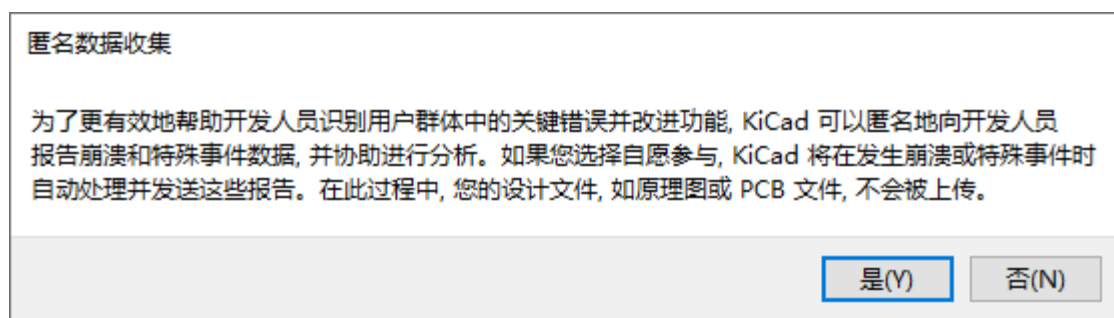 匿名数据收集
为了更有效地帮助开发人员识别用户群体中的关键错误并改进功能, KiCad 可以匿名地向开发人员
报告崩溃和特殊事件数据, 并协助进行分析。如果您选择自愿参与, KiCad 将在发生崩溃或特殊事件时
自动处理并发送这些报告。在此过程中, 您的设计文件, 如原理图或 PCB 文件, 不会被上传。
是(Y) 否(N)